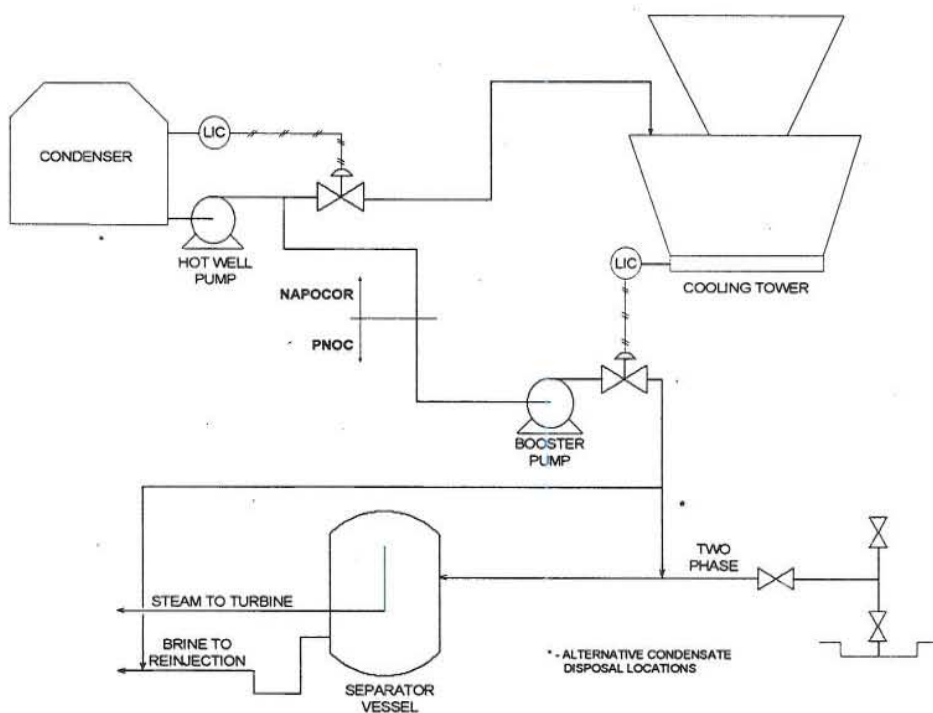 CONDENSER
LIC
HOT WELL
PUMP
LIC
COOLING TOWER
NAPOCOR
PNOC
BOOSTER
PUMP
*
TWO
PHASE
STEAM TO TURBINE
BRINE TO
REINJECTION
SEPARATOR
VESSEL
* - ALTERNATIVE CONDENSATE
DISPOSAL LOCATIONS